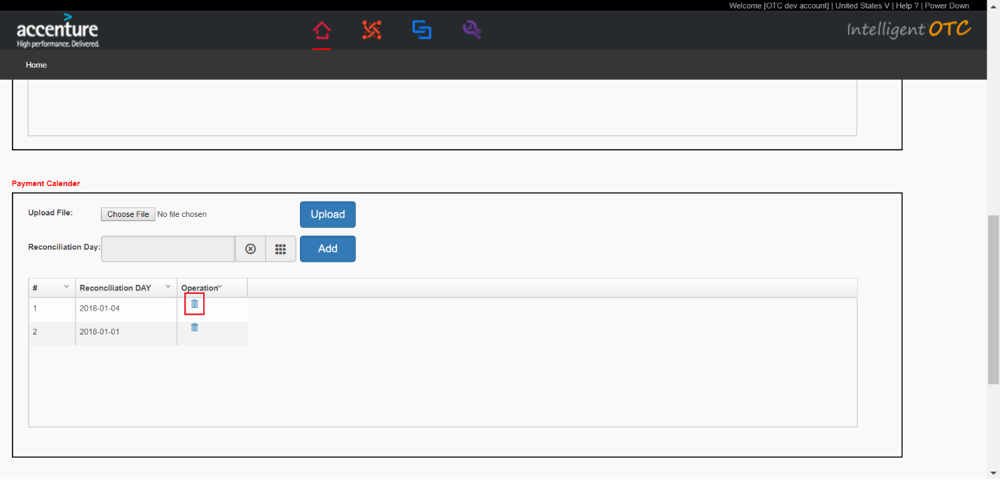 Welcome [OTC dev account] | United States V | Help ? | Power Down
accenture
High performance. Delivered.
Intelligent OTC
Home
Payment Calender
Upload File: Choose File No file chosen Upload
Reconciliation Day: Add
# Reconciliation DAY Operation
1 2018-01-04
2 2018-01-01